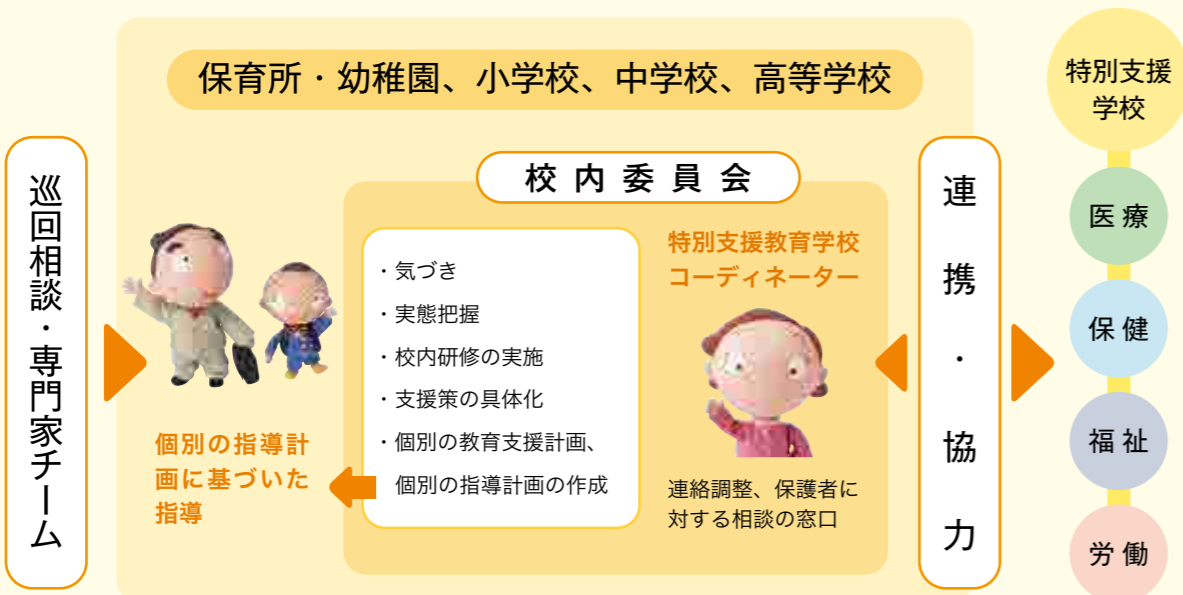 保育所・幼稚園、小学校、中学校、高等学校
巡回相談・専門家チーム
個別の指導計
画に基づいた
指導
校内委員会
・気づき
・実態把握
・校内研修の実施
・支援策の具体化
・個別の教育支援計画、
個別の指導計画の作成
特別支援教育学校
コーディネーター
連絡調整、保護者に
対する相談の窓口
連携・協力
特別支援
学校
医療
保健
福祉
労働